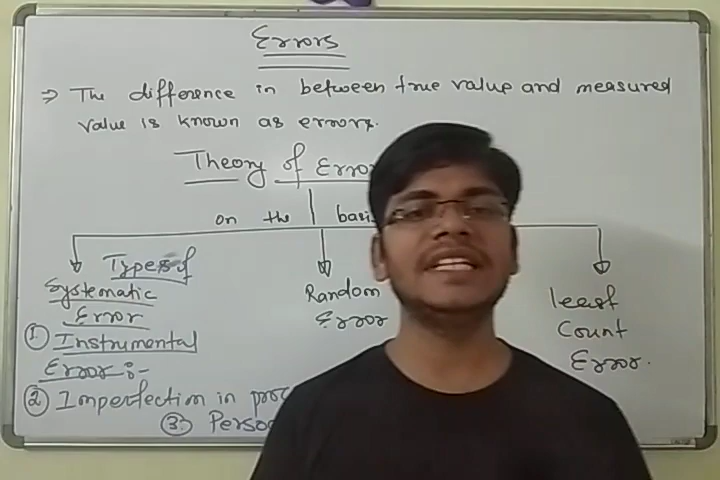 Errors
⇒ The difference in between true value and measured
value is known as errors.
Theory of Erro
on the basi
Types of
Systematic
Error
① Instrumental
Error :-
② Imperfection in proc
③ Perso
Random
Error
least
Count
Error.